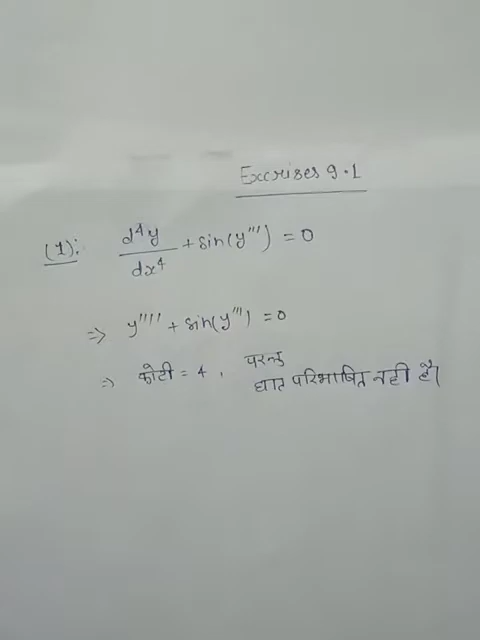 Excrises 9.1
(1): d⁴y/dx⁴ + sin(y''') = 0
⇒ y'''' + sin(y''') = 0
⇒ कोटी = 4, परन्तु
घात परिभाषित नही है।